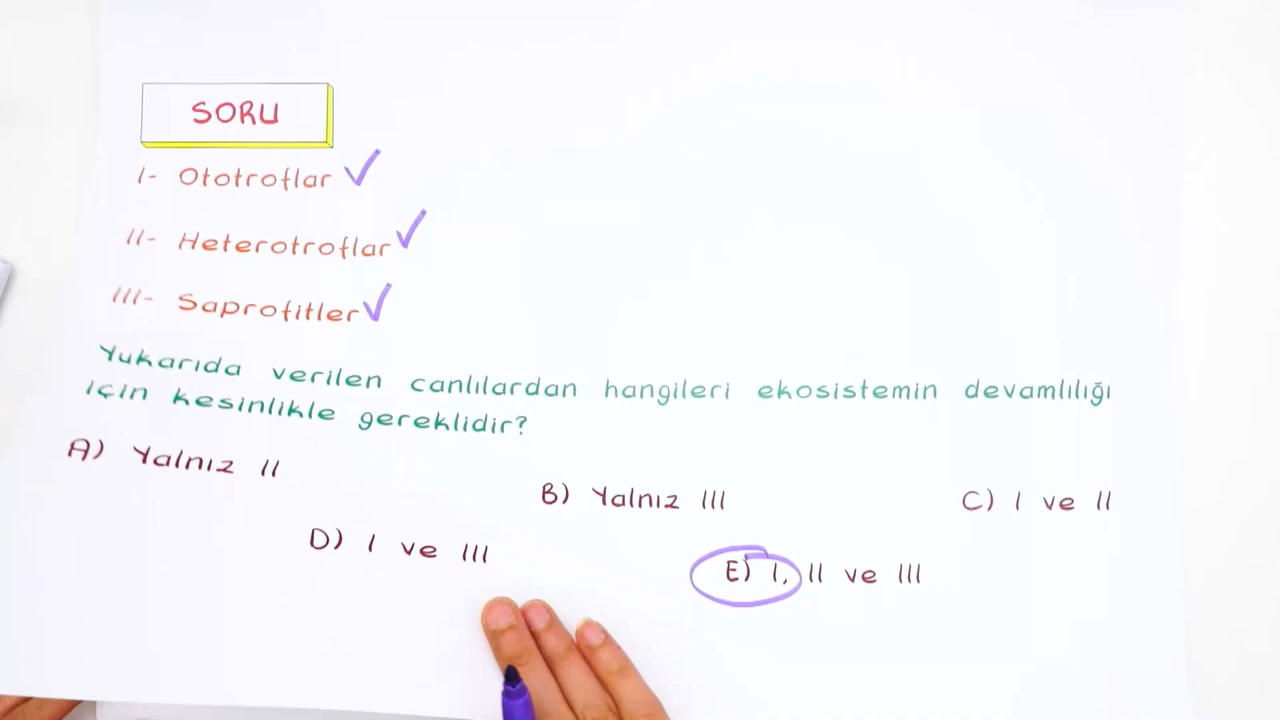 SORU
I- Ototroflar
II- Heterotroflar
III- Saprofitler
Yukarıda verilen canlılardan hangileri ekosistemin devamlılığı
için kesinlikle gereklidir?
A) Yalnız II
B) Yalnız III
C) I ve II
D) I ve III
E) I, II ve III